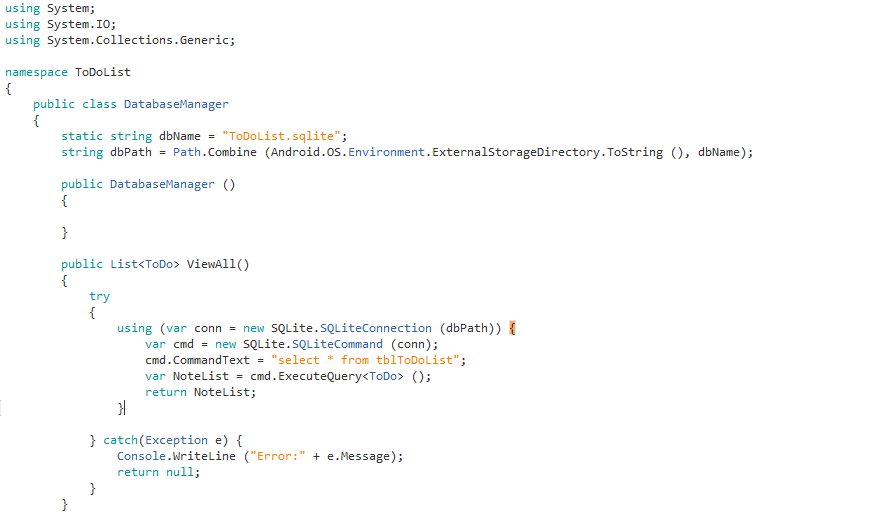 using System;
using System.IO;
using System.Collections.Generic;

namespace ToDoList
{
    public class DatabaseManager
    {
        static string dbName = "ToDoList.sqlite";
        string dbPath = Path.Combine (Android.OS.Environment.ExternalStorageDirectory.ToString (), dbName);

        public DatabaseManager ()
        {

        }

        public List<ToDo> ViewAll()
        {
            try
            {
                using (var conn = new SQLite.SQLiteConnection (dbPath)) {
                    var cmd = new SQLite.SQLiteCommand (conn);
                    cmd.CommandText = "select * from tblToDoList";
                    var NoteList = cmd.ExecuteQuery<ToDo> ();
                    return NoteList;
                }

            } catch(Exception e) {
                Console.WriteLine ("Error:" + e.Message);
                return null;
            }
        }